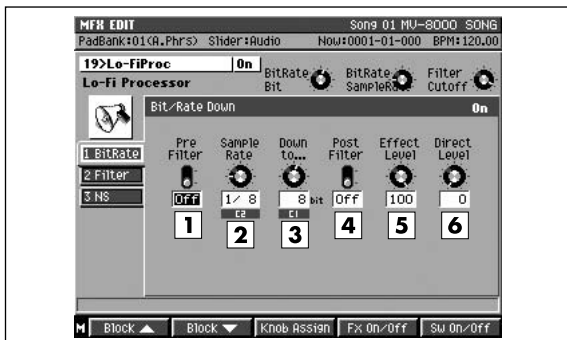 MFX EDIT Song 01 MV-8000 SONG
PadBank:01(A.Phrs) Slider:Audio Now:0001-01-000 BPM:120.00
19>Lo-FiProc On
Lo-Fi Processor
BitRate Bit
BitRate SampleRa
Filter Cutoff
Bit/Rate Down On
1 BitRate
2 Filter
3 NS
Pre Filter
Sample Rate
Down to...
Post Filter
Effect Level
Direct Level
Off 1/ 8 8 bit Off 100 0
C2 C1
1 2 3 4 5 6
M Block ▲ Block ▼ Knob Assign FX On/Off Sw On/Off